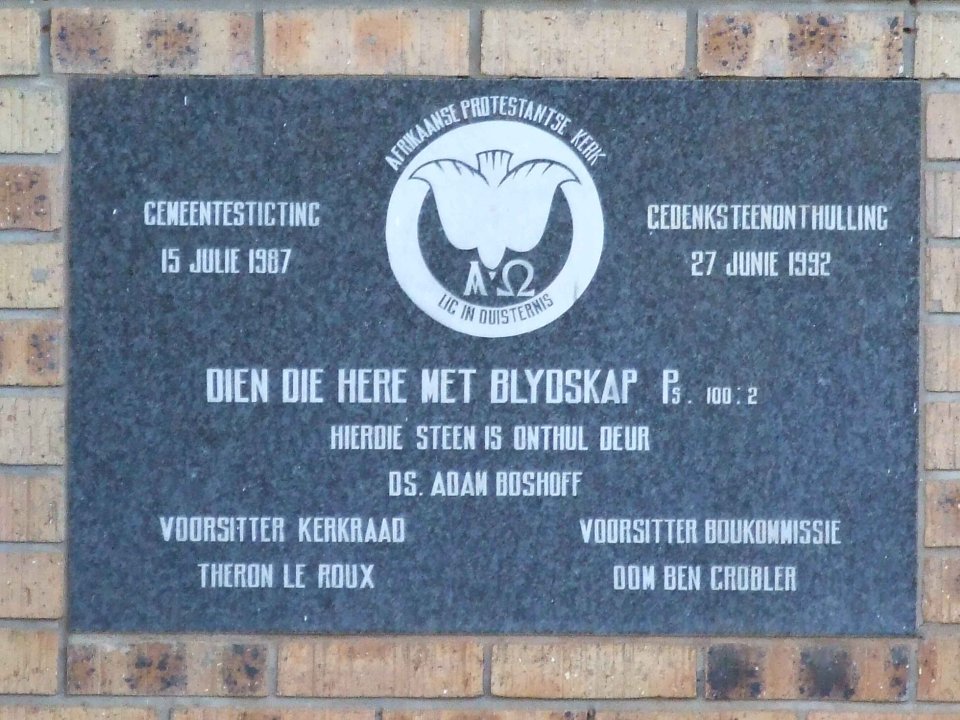 AFRIKAANSE PROTESTANTSE KERK
A Ω
LIG IN DUISTERNIS
GEMEENTESTIGTING
15 JULIE 1987
GEDENKSTEENONTHULLING
27 JUNIE 1992
DIEN DIE HERE MET BLYDSKAP Ps. 100:2
HIERDIE STEEN IS ONTHUL DEUR
DS. ADAM BOSHOFF
VOORSITTER KERKRAAD
THERON LE ROUX
VOORSITTER BOUKOMMISSIE
OOM BEN GROBLER